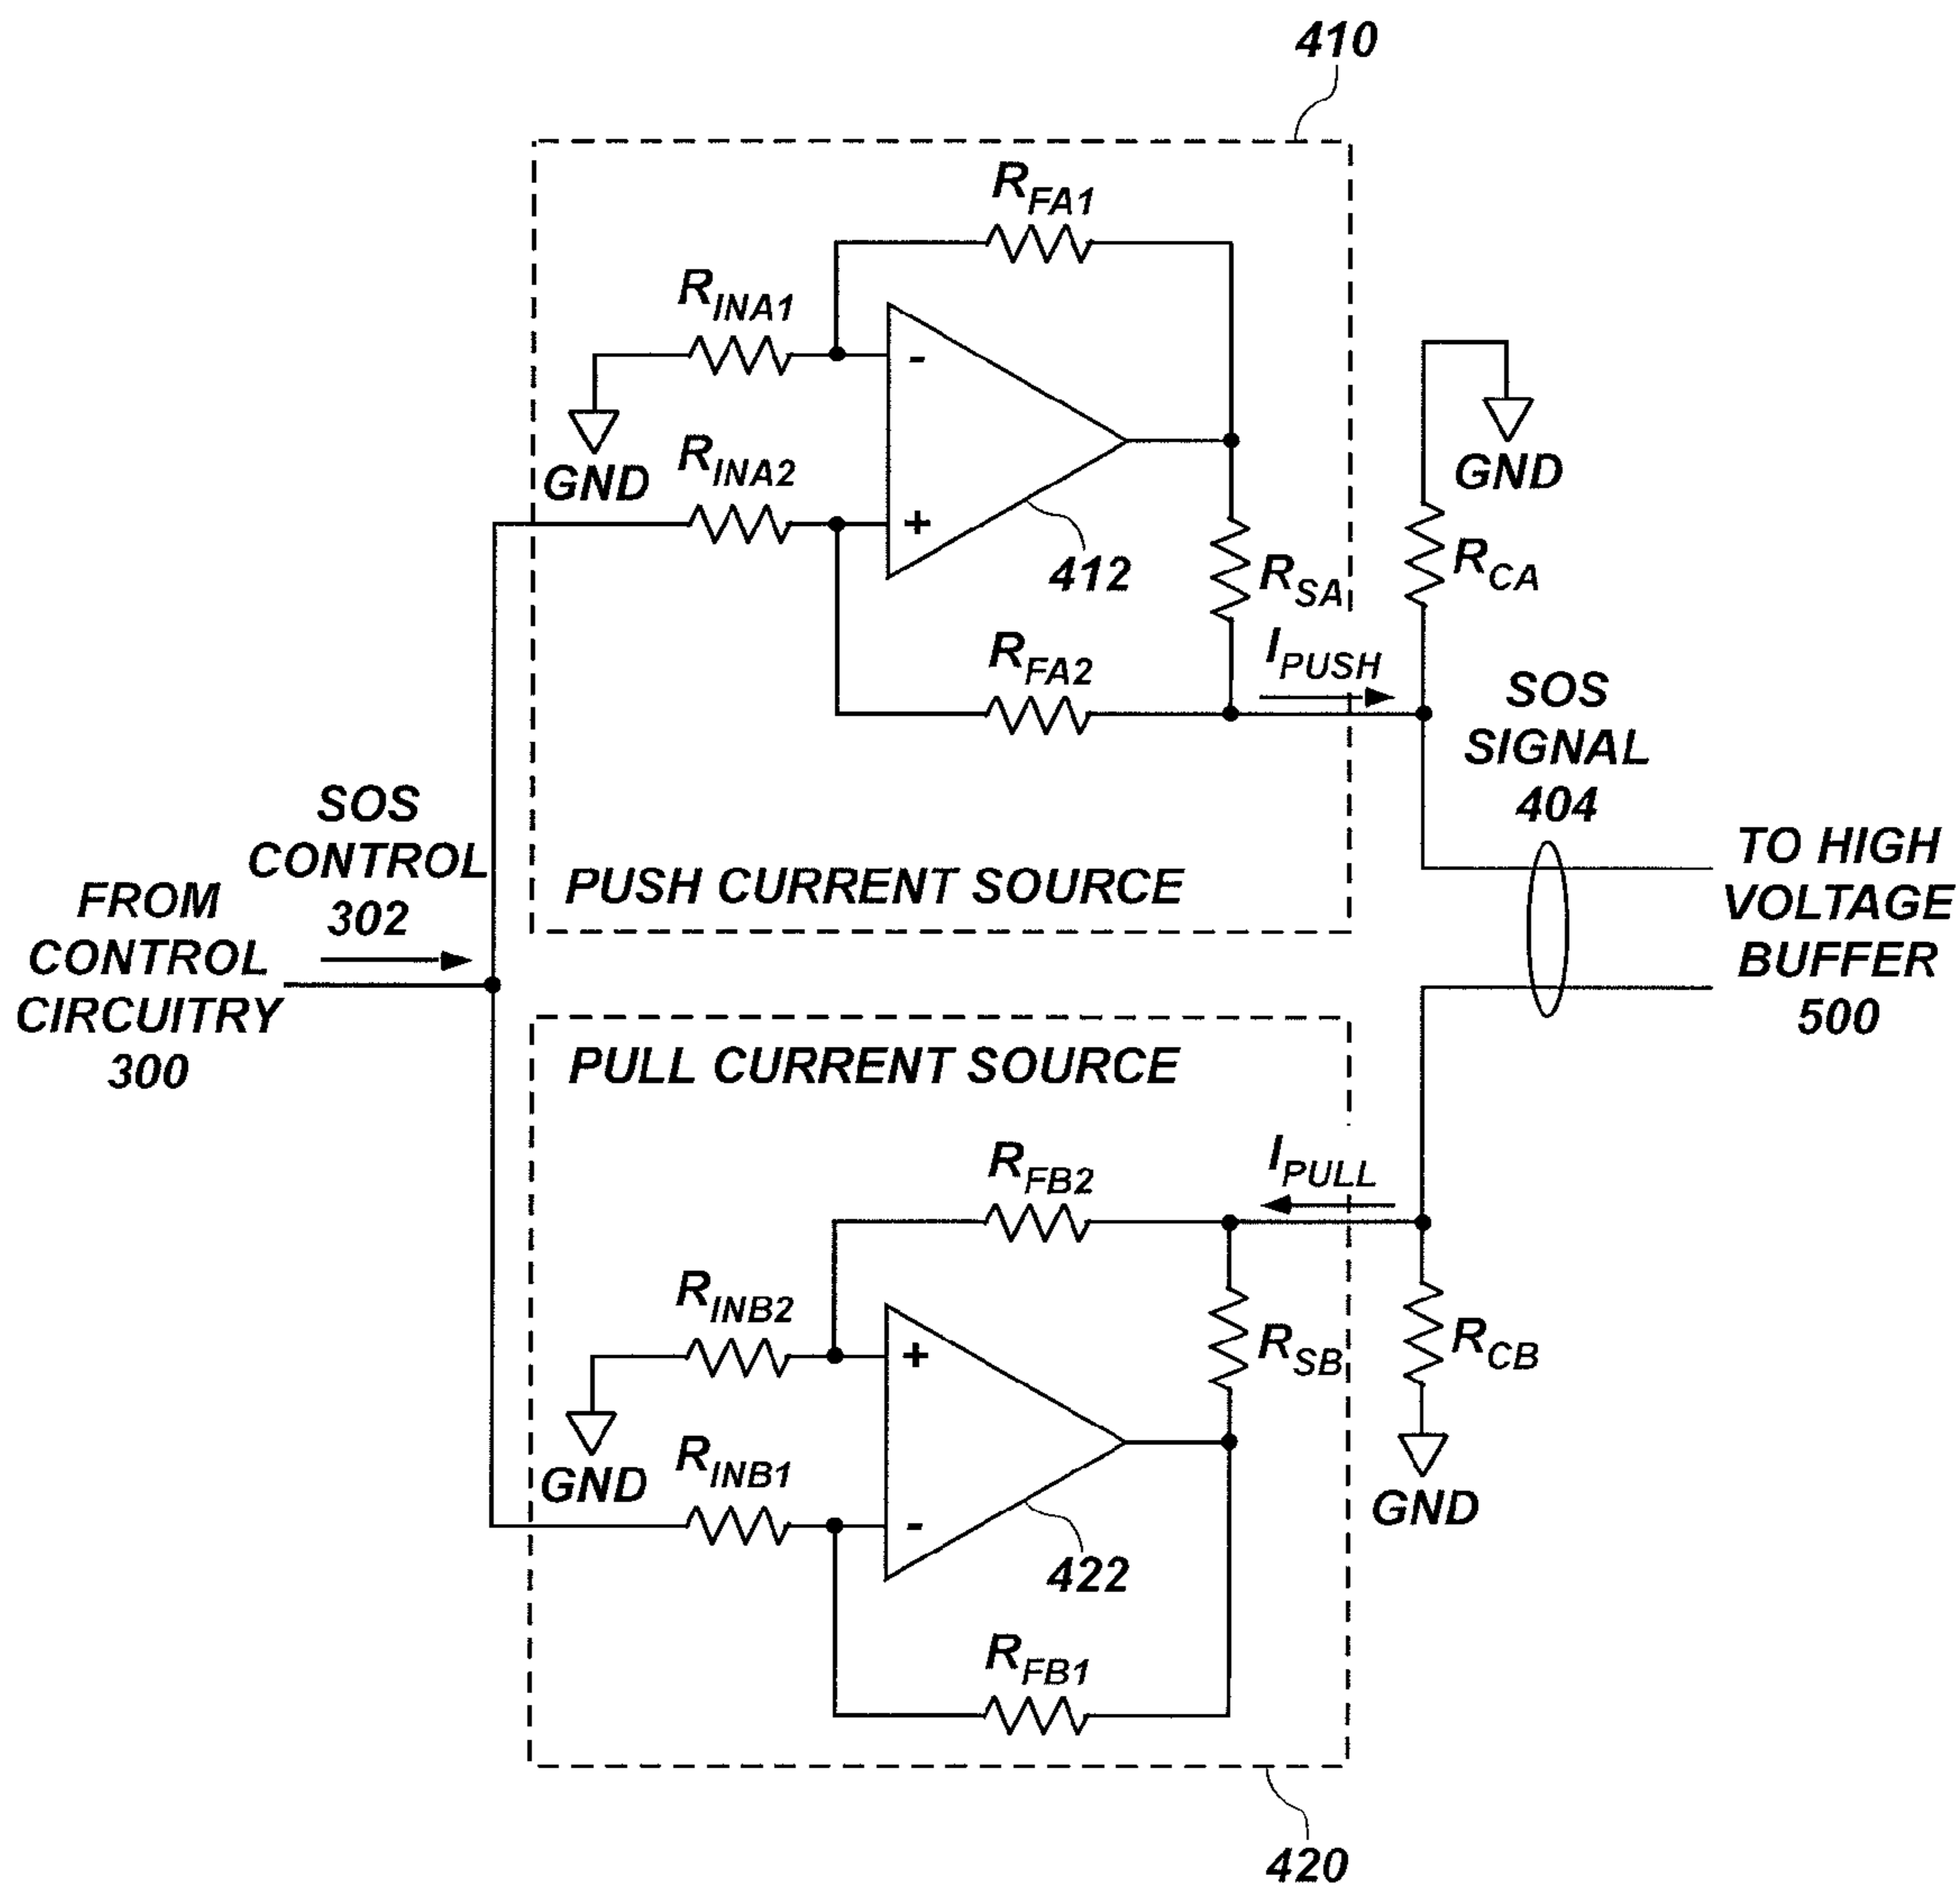 410
R_FA1
R_INA1
-
GND
GND
R_INA2
+
412
R_SA
R_CA
R_FA2
I_PUSH
SOS
SIGNAL
404
SOS
CONTROL
302
PUSH CURRENT SOURCE
TO HIGH
VOLTAGE
BUFFER
500
FROM
CONTROL
CIRCUITRY
300
PULL CURRENT SOURCE
R_FB2
I_PULL
R_INB2
+
R_SB
R_CB
GND
R_INB1
-
GND
422
R_FB1
420